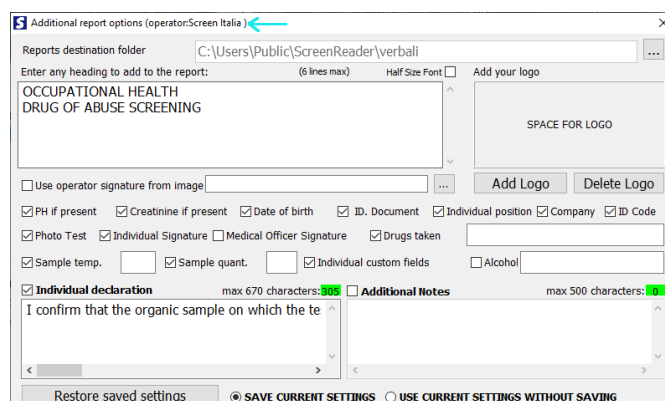 S Additional report options (operator:Screen Italia )
Reports destination folder C:\Users\Public\ScreenReader\verbali ...
Enter any heading to add to the report: (6 lines max) Half Size Font Add your logo
OCCUPATIONAL HEALTH
DRUG OF ABUSE SCREENING
SPACE FOR LOGO
Use operator signature from image ... Add Logo Delete Logo
PH if present Creatinine if present Date of birth ID. Document Individual position Company ID Code
Photo Test Individual Signature Medical Officer Signature Drugs taken
Sample temp. Sample quant. Individual custom fields Alcohol
Individual declaration max 670 characters: 305 Additional Notes max 500 characters: 0
I confirm that the organic sample on which the te
Restore saved settings SAVE CURRENT SETTINGS USE CURRENT SETTINGS WITHOUT SAVING